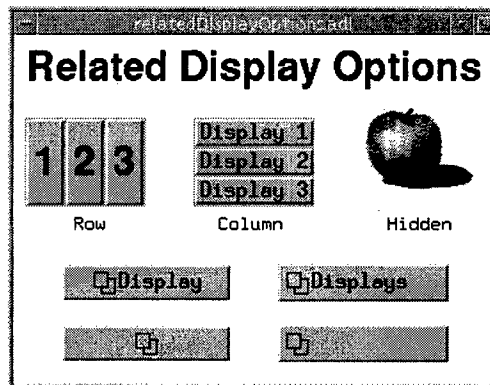 relatedDisplayOptions.adl
Related Display Options
1 2 3
Display 1
Display 2
Display 3
Row Column Hidden
Display Displays